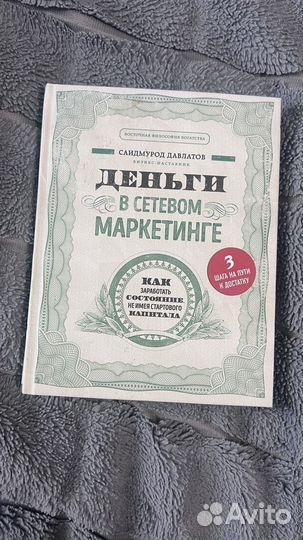 ВОСТОЧНАЯ ФИЛОСОФИЯ БОГАТСТВА
САИДМУРОД ДАВЛАТОВ
БИЗНЕС-НАСТАВНИК
ДЕНЬГИ
В СЕТЕВОМ
МАРКЕТИНГЕ
3
ШАГА НА ПУТИ
К ДОСТАТКУ
КАК
ЗАРАБОТАТЬ
СОСТОЯНИЕ,
НЕ ИМЕЯ СТАРТОВОГО
КАПИТАЛА
Avito